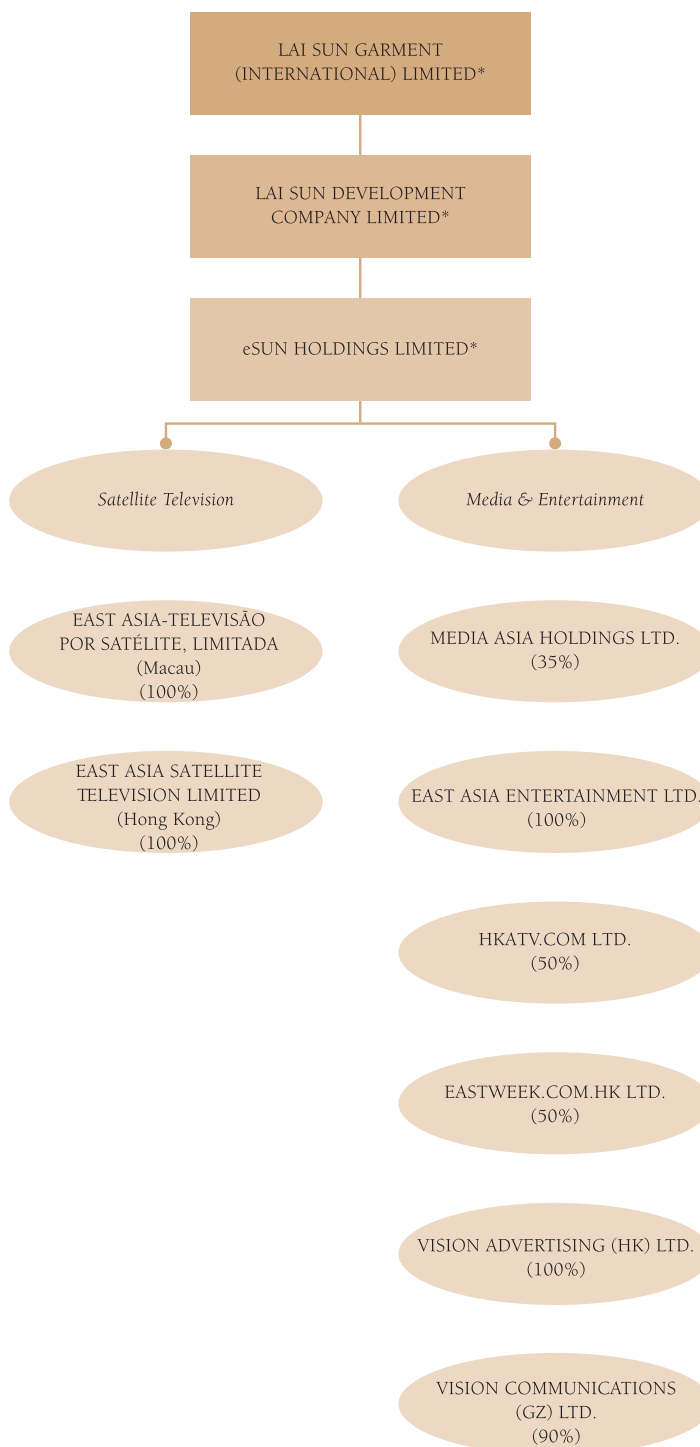 LAI SUN GARMENT
(INTERNATIONAL) LIMITED*
LAI SUN DEVELOPMENT
COMPANY LIMITED*
eSUN HOLDINGS LIMITED*
Satellite Television
EAST ASIA-TELEVISÃO
POR SATÉLITE, LIMITADA
(Macau)
(100%)
EAST ASIA SATELLITE
TELEVISION LIMITED
(Hong Kong)
(100%)
Media & Entertainment
MEDIA ASIA HOLDINGS LTD.
(35%)
EAST ASIA ENTERTAINMENT LTD.
(100%)
HKATV.COM LTD.
(50%)
EASTWEEK.COM.HK LTD.
(50%)
VISION ADVERTISING (HK) LTD.
(100%)
VISION COMMUNICATIONS
(GZ) LTD.
(90%)